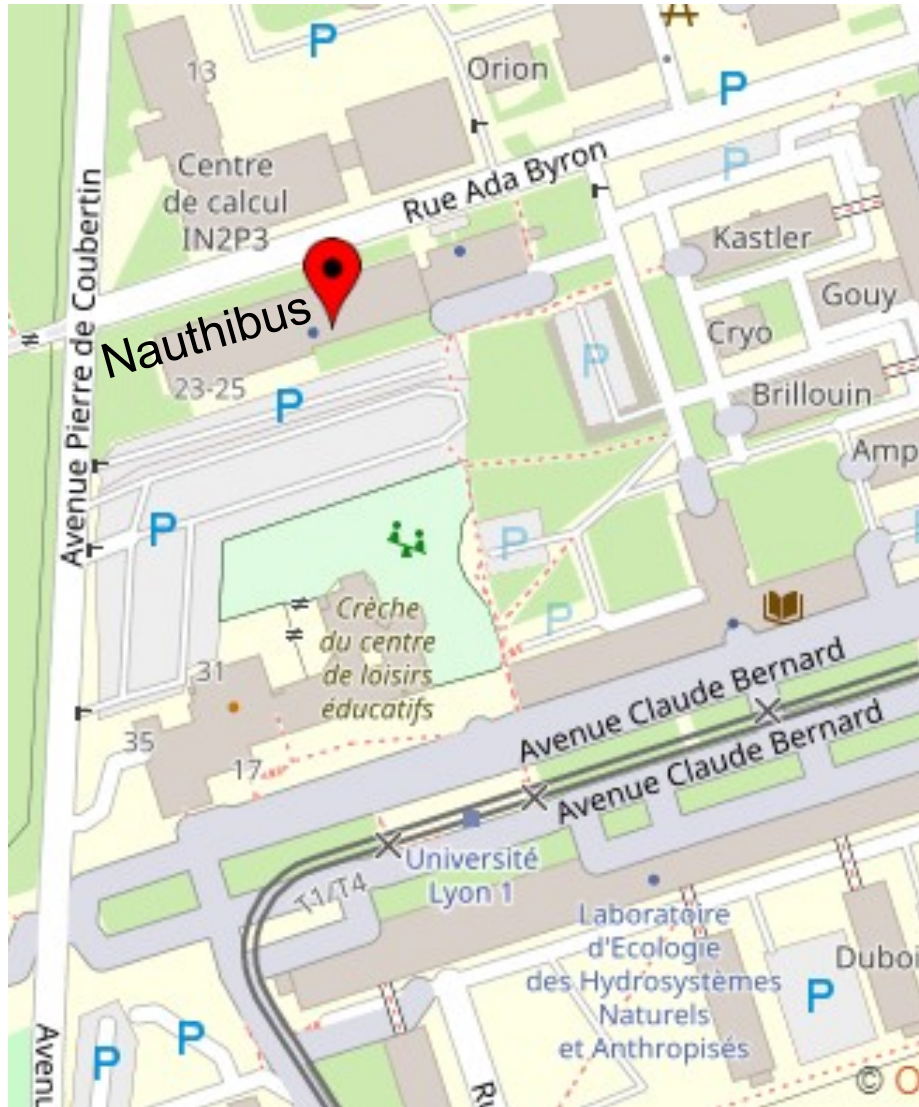 P
P
13
Orion
Centre
de calcul
IN2P3
Rue Ada Byron
P
Kastler
Avenue Pierre de Coubertin
Nauthibus
Gouy
Cryo
P
23-25
P
Brillouin
Amp
P
P
P
Crèche
du centre
de loisirs
éducatifs
31
35
17
Avenue Claude Bernard
Avenue Claude Bernard
Université
Lyon 1
T1/T4
Laboratoire
d'Ecologie
des Hydrosystèmes
Naturels
et Anthropisés
Duboi
P
P
P
Avenu
Ru
© O